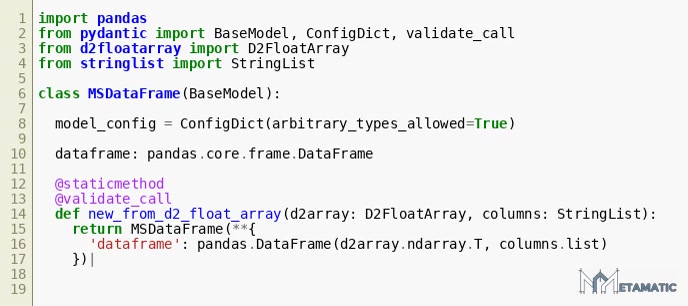 1 import pandas
2 from pydantic import BaseModel, ConfigDict, validate_call
3 from d2floatarray import D2FloatArray
4 from stringlist import StringList
5
6 class MSDataFrame(BaseModel):
7
8   model_config = ConfigDict(arbitrary_types_allowed=True)
9
10   dataframe: pandas.core.frame.DataFrame
11
12   @staticmethod
13   @validate_call
14   def new_from_d2_float_array(d2array: D2FloatArray, columns: StringList):
15     return MSDataFrame(**{
16       'dataframe': pandas.DataFrame(d2array.ndarray.T, columns.list)
17     })
18
19
METAMATIC